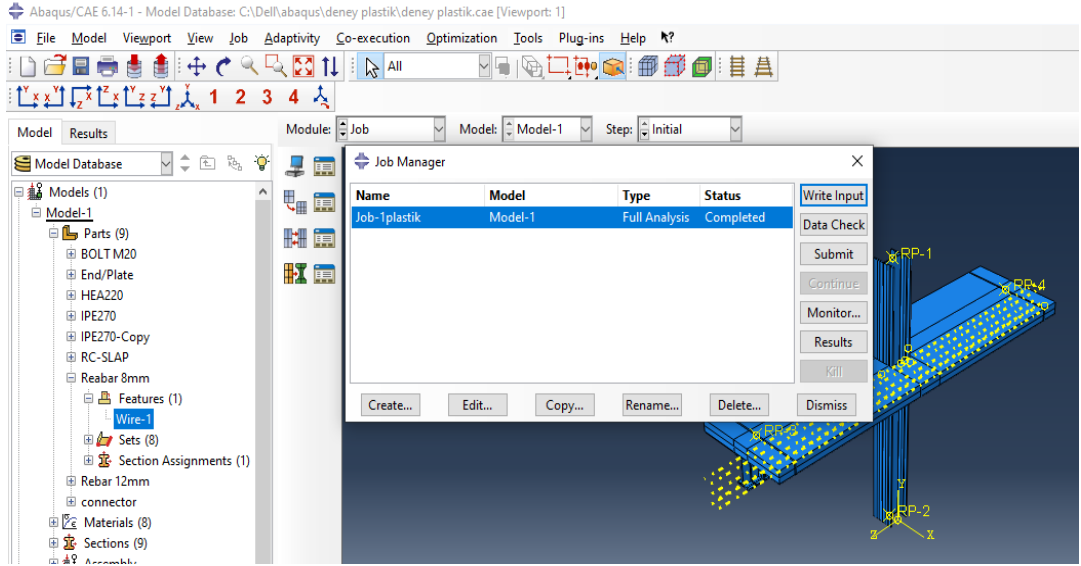 Abaqus/CAE 6.14-1 - Model Database: C:\Dell\abaqus\deney plastik\deney plastik.cae [Viewport: 1]
File Model Viewport View Job Adaptivity Co-execution Optimization Tools Plug-ins Help
All
1 2 3 4
Model Results
Module: Job Model: Model-1 Step: Initial
Model Database
Models (1)
Model-1
Parts (9)
BOLT M20
End/Plate
HEA220
IPE270
IPE270-Copy
RC-SLAP
Reabar 8mm
Features (1)
Wire-1
Sets (8)
Section Assignments (1)
Rebar 12mm
connector
Materials (8)
Sections (9)
Assembly
Job Manager
Name Model Type Status
Job-1plastik Model-1 Full Analysis Completed
Write Input
Data Check
Submit
Continue
Monitor...
Results
Kill
Create... Edit... Copy... Rename... Delete... Dismiss
RP-1
RP-4
RP-3
RP-2
Y
Z X